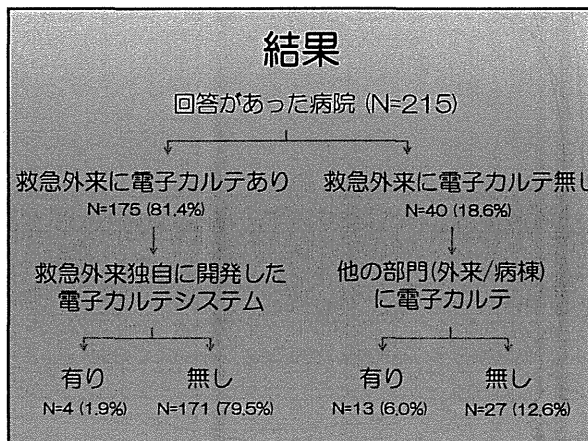 結果
回答があった病院 (N=215)
救急外来に電子カルテあり
N=175 (81.4%)
救急外来に電子カルテ無し
N=40 (18.6%)
救急外来独自に開発した
電子カルテシステム
他の部門(外来/病棟)
に電子カルテ
有り
N=4 (1.9%)
無し
N=171 (79.5%)
有り
N=13 (6.0%)
無し
N=27 (12.6%)